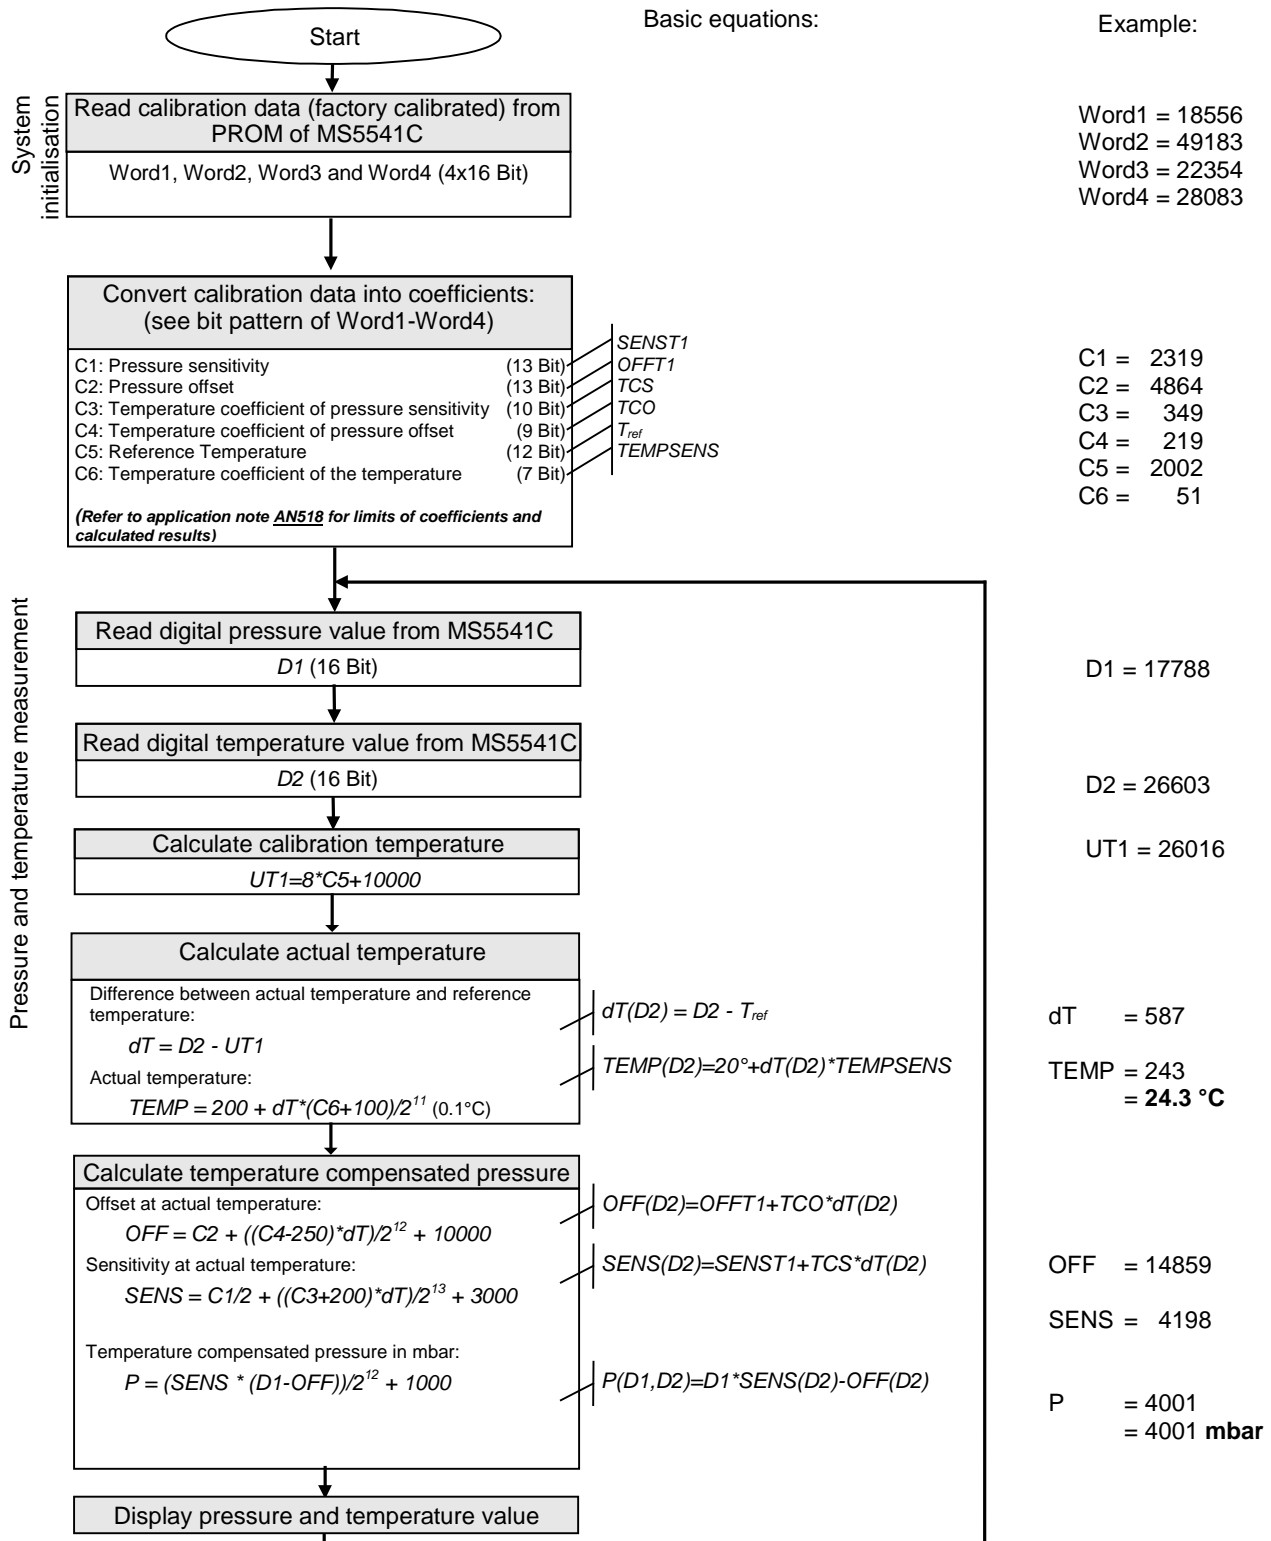 Basic equations:
Example:
Start
System
initialisation
Read calibration data (factory calibrated) from
PROM of MS5541C
Word1, Word2, Word3 and Word4 (4x16 Bit)
Word1 = 18556
Word2 = 49183
Word3 = 22354
Word4 = 28083
Convert calibration data into coefficients:
(see bit pattern of Word1-Word4)
C1: Pressure sensitivity (13 Bit)
C2: Pressure offset (13 Bit)
C3: Temperature coefficient of pressure sensitivity (10 Bit)
C4: Temperature coefficient of pressure offset (9 Bit)
C5: Reference Temperature (12 Bit)
C6: Temperature coefficient of the temperature (7 Bit)
(Refer to application note AN518 for limits of coefficients and
calculated results)
SENST1
OFFT1
TCS
TCO
Tref
TEMPSENS
C1 = 2319
C2 = 4864
C3 = 349
C4 = 219
C5 = 2002
C6 = 51
Pressure and temperature measurement
Read digital pressure value from MS5541C
D1 (16 Bit)
D1 = 17788
Read digital temperature value from MS5541C
D2 (16 Bit)
D2 = 26603
Calculate calibration temperature
UT1=8*C5+10000
UT1 = 26016
Calculate actual temperature
Difference between actual temperature and reference
temperature:
dT = D2 - UT1
Actual temperature:
TEMP = 200 + dT*(C6+100)/2^11 (0.1°C)
dT(D2) = D2 - Tref
TEMP(D2)=20°+dT(D2)*TEMPSENS
dT = 587
TEMP = 243
= 24.3 °C
Calculate temperature compensated pressure
Offset at actual temperature:
OFF = C2 + ((C4-250)*dT)/2^12 + 10000
Sensitivity at actual temperature:
SENS = C1/2 + ((C3+200)*dT)/2^13 + 3000
Temperature compensated pressure in mbar:
P = (SENS * (D1-OFF))/2^12 + 1000
OFF(D2)=OFFT1+TCO*dT(D2)
SENS(D2)=SENST1+TCS*dT(D2)
P(D1,D2)=D1*SENS(D2)-OFF(D2)
OFF = 14859
SENS = 4198
P = 4001
= 4001 mbar
Display pressure and temperature value